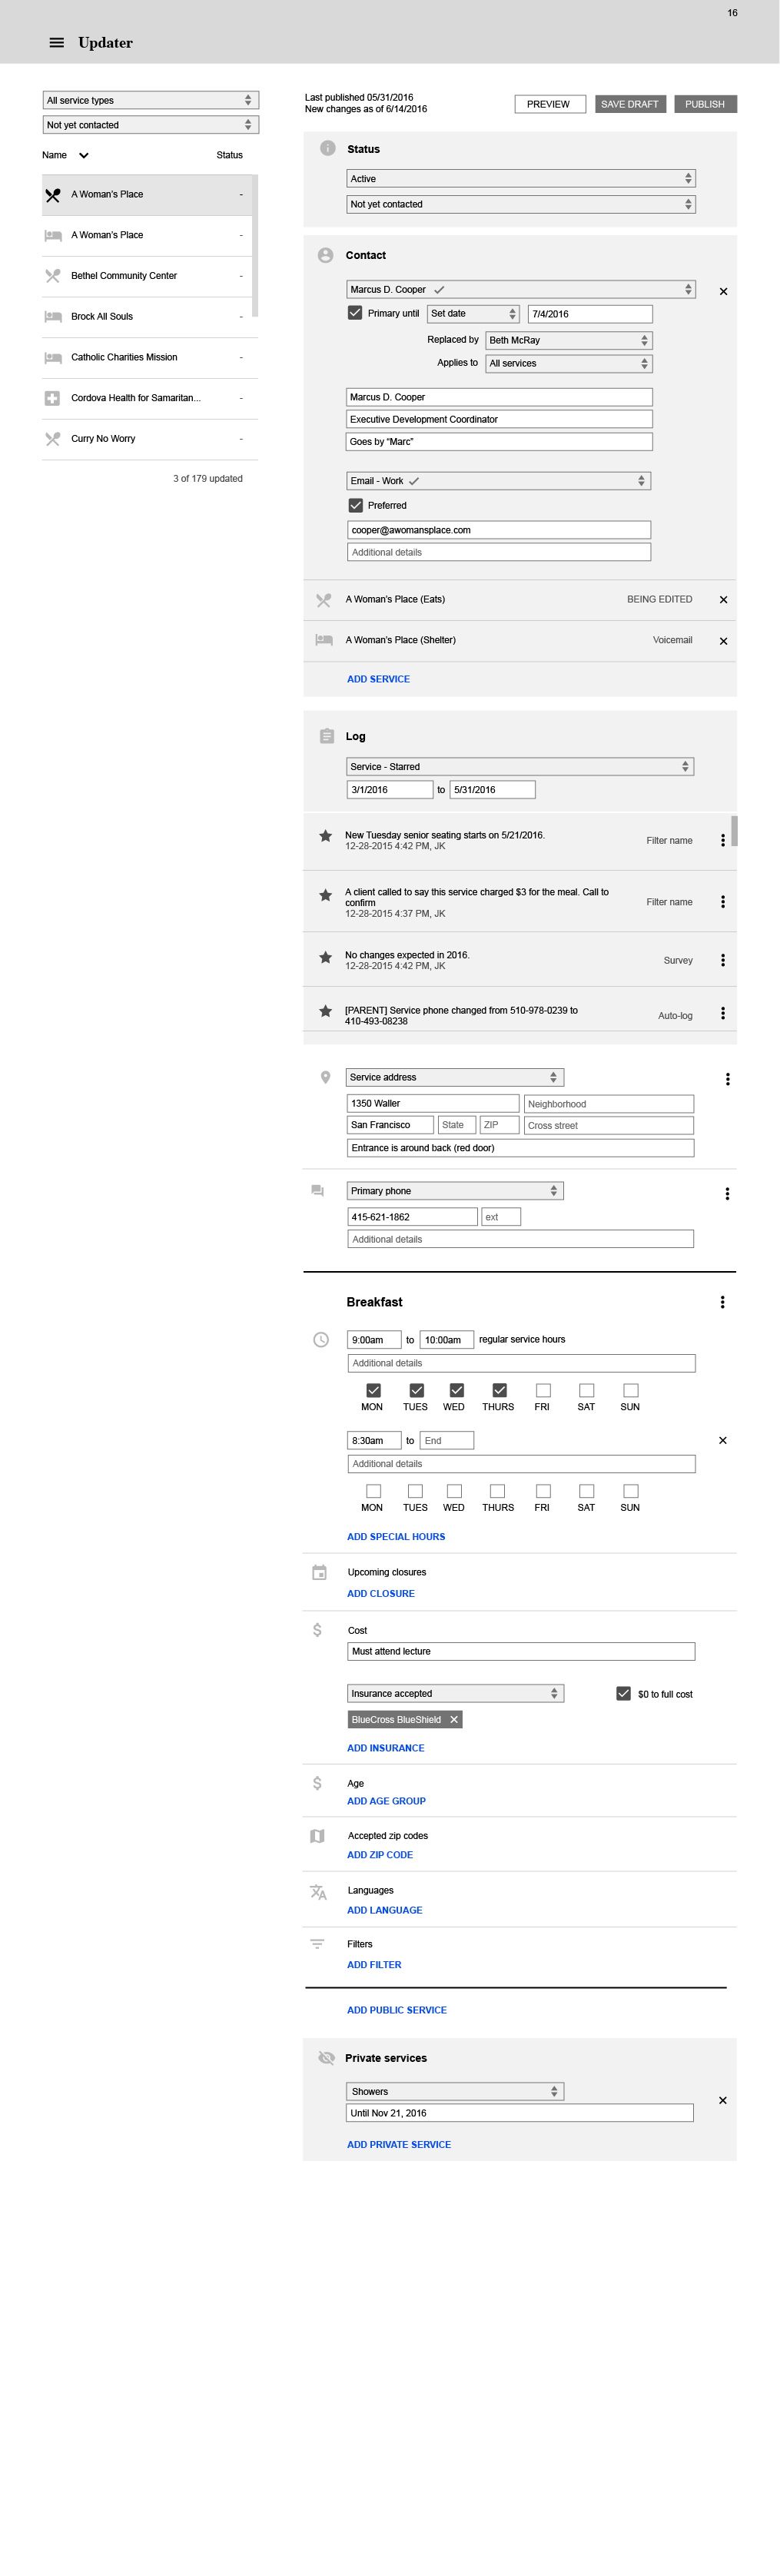 16
Updater
All service types
Not yet contacted
Name Status
A Woman's Place -
A Woman's Place -
Bethel Community Center -
Brock All Souls -
Catholic Charities Mission -
Cordova Health for Samaritan... -
Curry No Worry -
3 of 179 updated
Last published 05/31/2016
New changes as of 6/14/2016
PREVIEW SAVE DRAFT PUBLISH
Status
Active
Not yet contacted
Contact
Marcus D. Cooper
Primary until Set date 7/4/2016
Replaced by Beth McRay
Applies to All services
Marcus D. Cooper
Executive Development Coordinator
Goes by “Marc”
Email - Work
Preferred
cooper@awomansplace.com
Additional details
A Woman's Place (Eats) BEING EDITED
A Woman's Place (Shelter) Voicemail
ADD SERVICE
Log
Service - Starred
3/1/2016 to 5/31/2016
New Tuesday senior seating starts on 5/21/2016.
12-28-2015 4:42 PM, JK
Filter name
A client called to say this service charged $3 for the meal. Call to
confirm
12-28-2015 4:37 PM, JK
Filter name
No changes expected in 2016.
12-28-2015 4:42 PM, JK
Survey
[PARENT] Service phone changed from 510-978-0239 to
410-493-08238
Auto-log
Service address
1350 Waller Neighborhood
San Francisco State ZIP Cross street
Entrance is around back (red door)
Primary phone
415-621-1862 ext
Additional details
Breakfast
9:00am to 10:00am regular service hours
Additional details
MON TUES WED THURS FRI SAT SUN
8:30am to End
Additional details
MON TUES WED THURS FRI SAT SUN
ADD SPECIAL HOURS
Upcoming closures
ADD CLOSURE
Cost
Must attend lecture
Insurance accepted $0 to full cost
BlueCross BlueShield
ADD INSURANCE
Age
ADD AGE GROUP
Accepted zip codes
ADD ZIP CODE
Languages
ADD LANGUAGE
Filters
ADD FILTER
ADD PUBLIC SERVICE
Private services
Showers
Until Nov 21, 2016
ADD PRIVATE SERVICE